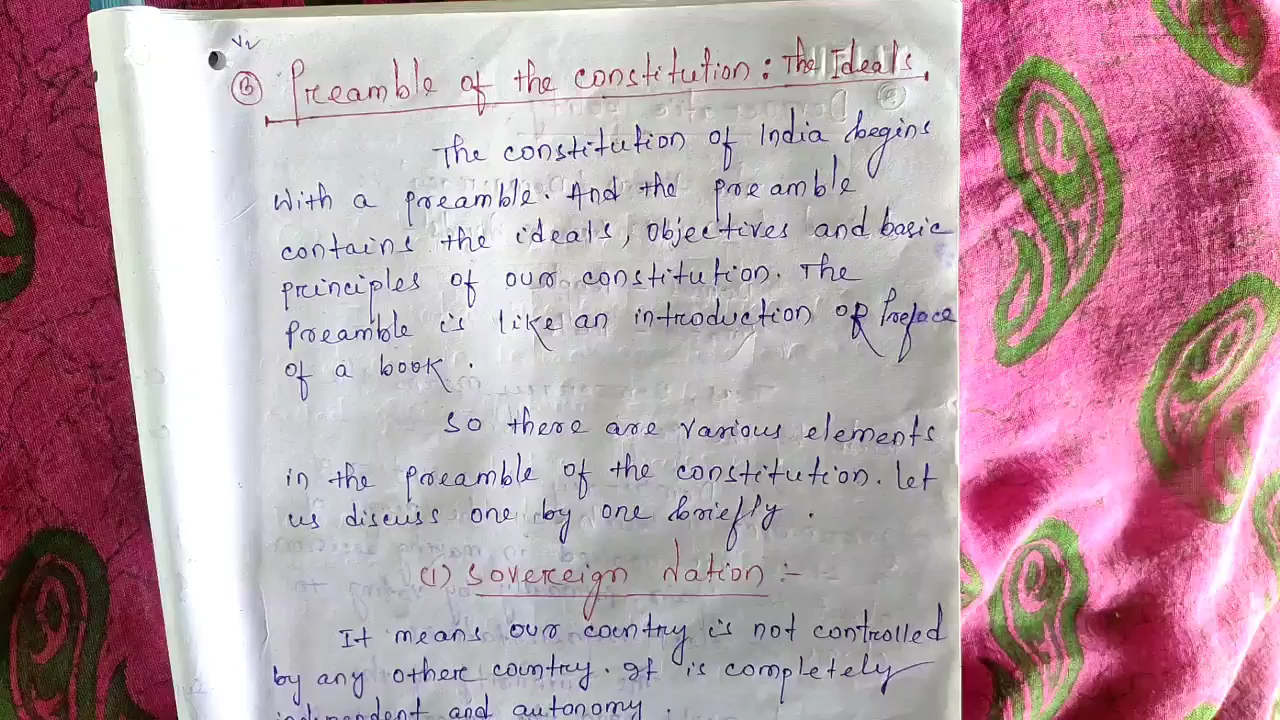 (B) Preamble of the constitution: The Ideals.
The constitution of India begins
with a preamble. And the preamble
contains the ideals, objectives and basic
principles of our constitution. The
preamble is like an introduction or Preface
of a book.
So there are various elements
in the preamble of the constitution. let
us discuss one by one briefly.
(1) Sovereign Nation :-
It means our country is not controlled
by any other country. It is completely
independent and autonomy.